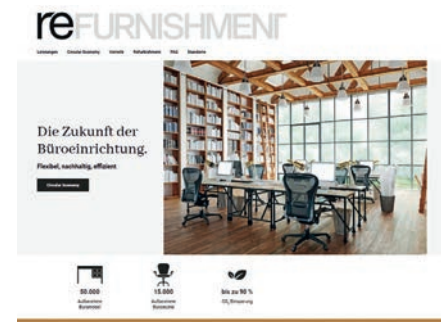 reFURNISHMENT
Leistungen Circular Economy Vorteile Refurbishment FAQ Standorte
Die Zukunft der
Büroeinrichtung.
Flexibel, nachhaltig, effizient
Circular Economy
50.000
Aufbereitete
Büromöbel
15.000
Aufbereitete
Bürostühle
bis zu 90 %
CO₂ Einsparung